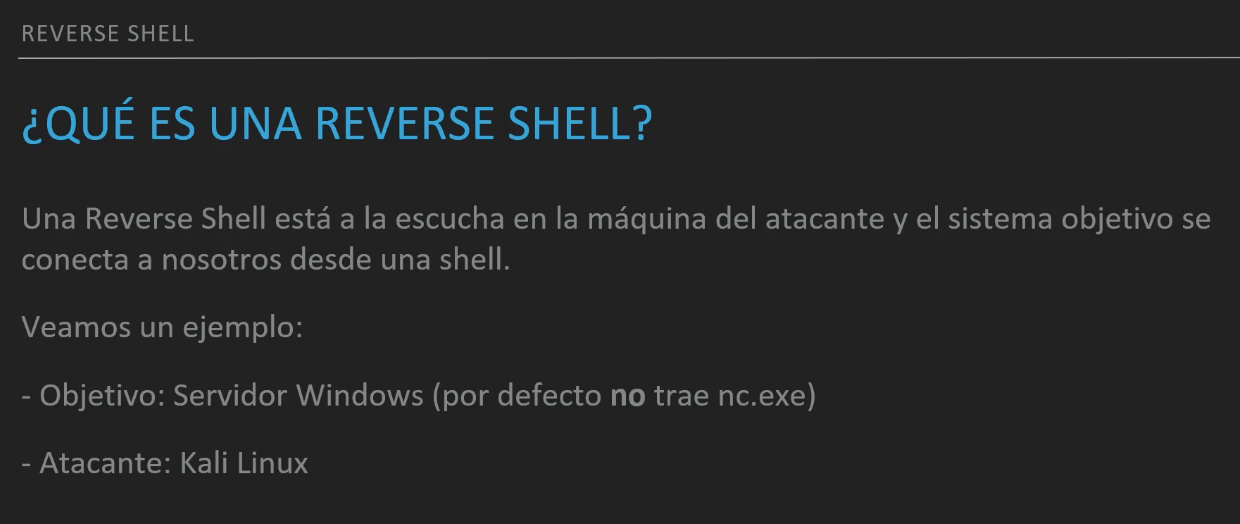 REVERSE SHELL
¿QUÉ ES UNA REVERSE SHELL?
Una Reverse Shell está a la escucha en la máquina del atacante y el sistema objetivo se
conecta a nosotros desde una shell.
Veamos un ejemplo:
- Objetivo: Servidor Windows (por defecto no trae nc.exe)
- Atacante: Kali Linux